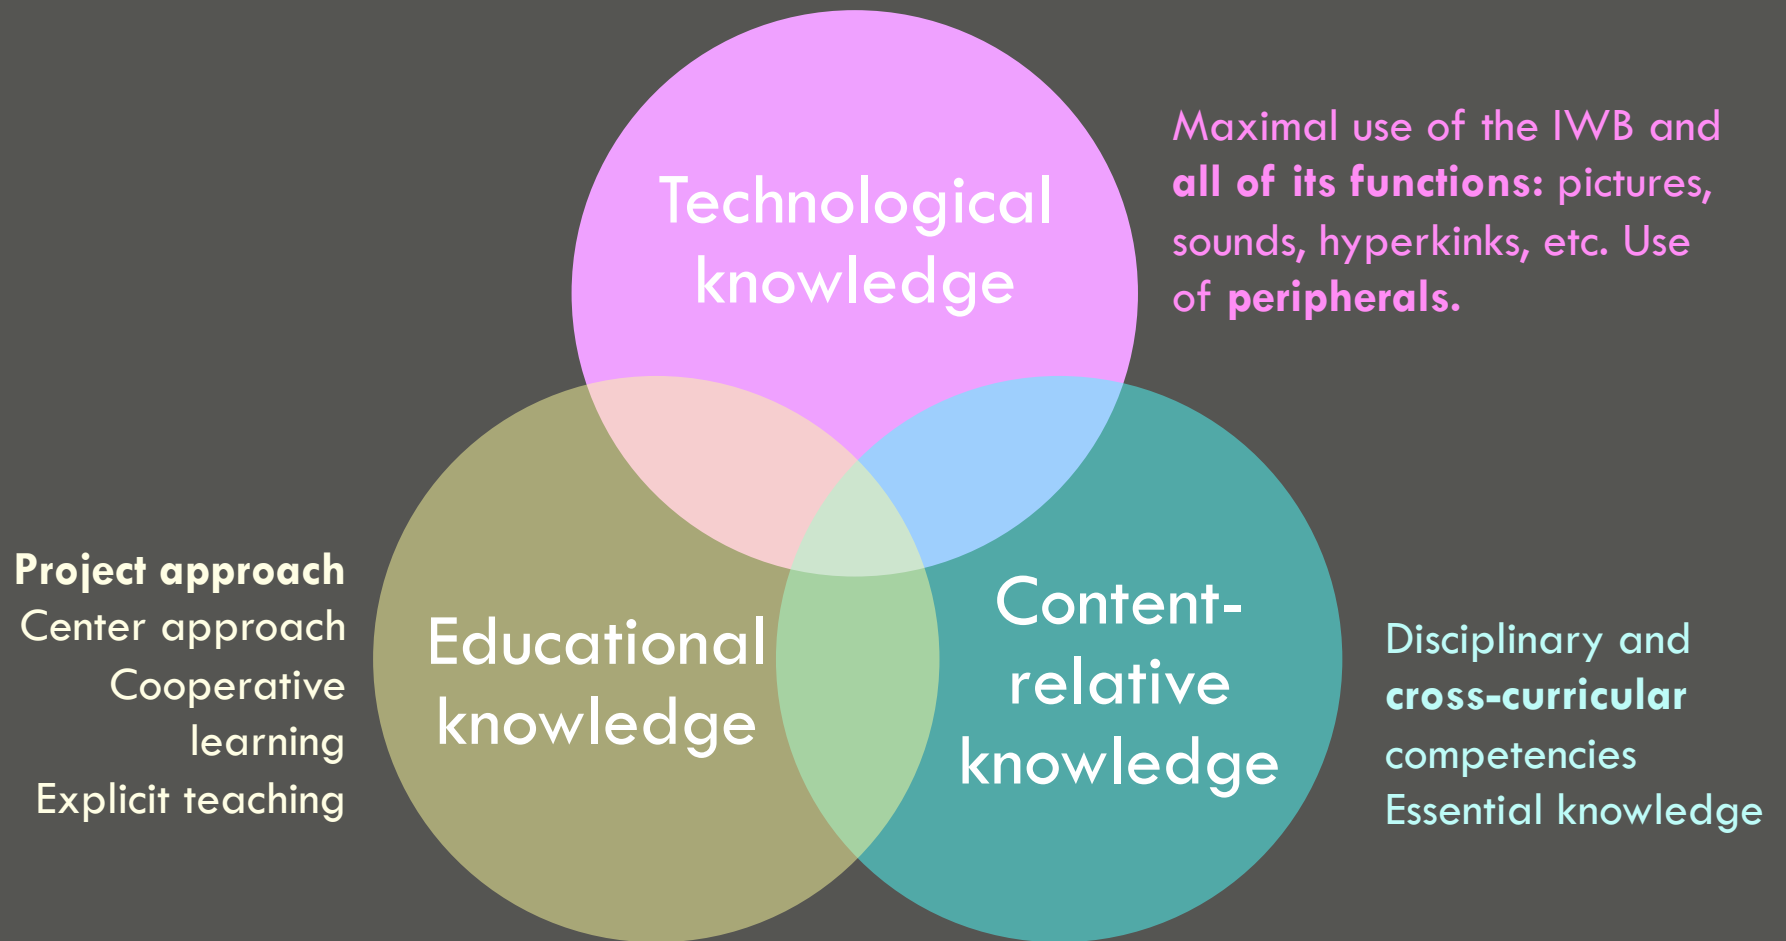 Technological
knowledge
Maximal use of the IWB and
all of its functions: pictures,
sounds, hyperkinks, etc. Use
of peripherals.
Project approach
Center approach
Cooperative
learning
Explicit teaching
Educational
knowledge
Content-
relative
knowledge
Disciplinary and
cross-curricular
competencies
Essential knowledge